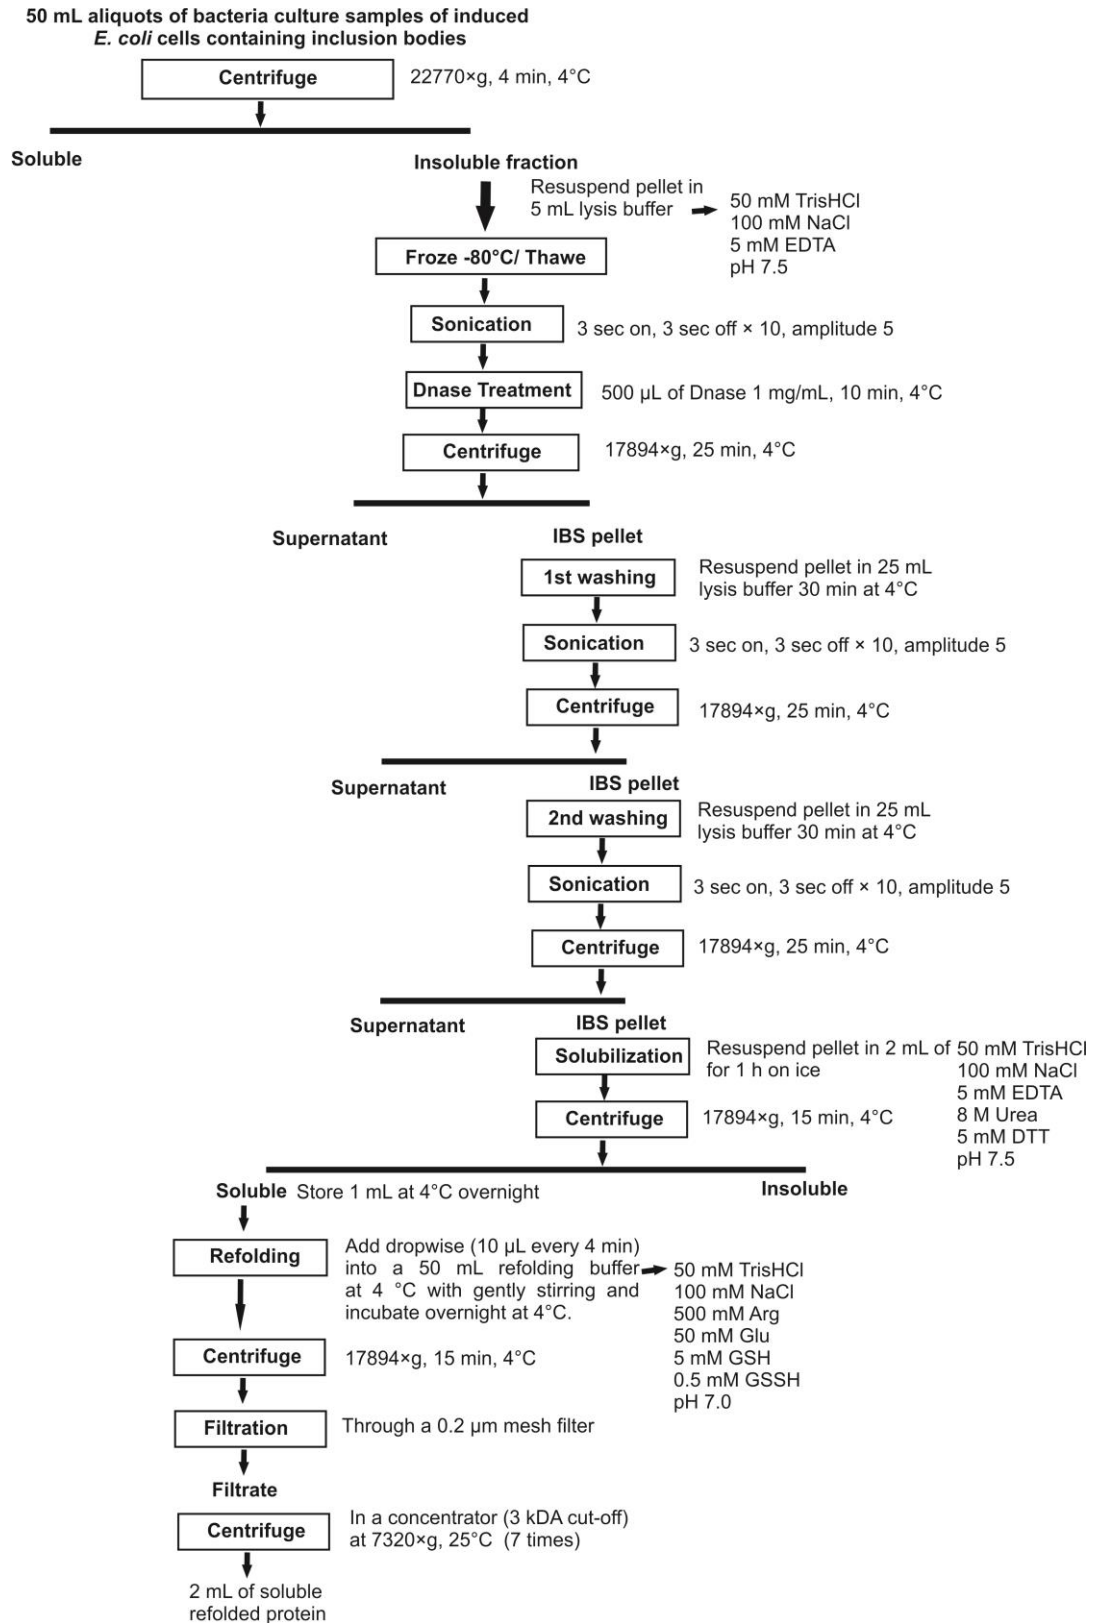 50 mL aliquots of bacteria culture samples of induced
E. coli cells containing inclusion bodies
Centrifuge
22770×g, 4 min, 4°C
Soluble
Insoluble fraction
Resuspend pellet in
5 mL lysis buffer
50 mM TrisHCl
100 mM NaCl
5 mM EDTA
pH 7.5
Froze -80°C/ Thawe
Sonication
3 sec on, 3 sec off × 10, amplitude 5
Dnase Treatment
500 µL of Dnase 1 mg/mL, 10 min, 4°C
Centrifuge
17894×g, 25 min, 4°C
Supernatant
IBS pellet
1st washing
Resuspend pellet in 25 mL
lysis buffer 30 min at 4°C
Sonication
3 sec on, 3 sec off × 10, amplitude 5
Centrifuge
17894×g, 25 min, 4°C
Supernatant
IBS pellet
2nd washing
Resuspend pellet in 25 mL
lysis buffer 30 min at 4°C
Sonication
3 sec on, 3 sec off × 10, amplitude 5
Centrifuge
17894×g, 25 min, 4°C
Supernatant
IBS pellet
Solubilization
Resuspend pellet in 2 mL of
for 1 h on ice
50 mM TrisHCl
100 mM NaCl
5 mM EDTA
8 M Urea
5 mM DTT
pH 7.5
Centrifuge
17894×g, 15 min, 4°C
Soluble Store 1 mL at 4°C overnight
Insoluble
Refolding
Add dropwise (10 µL every 4 min)
into a 50 mL refolding buffer
at 4 °C with gently stirring and
incubate overnight at 4°C.
50 mM TrisHCl
100 mM NaCl
500 mM Arg
50 mM Glu
5 mM GSH
0.5 mM GSSH
pH 7.0
Centrifuge
17894×g, 15 min, 4°C
Filtration
Through a 0.2 µm mesh filter
Filtrate
Centrifuge
In a concentrator (3 kDA cut-off)
at 7320×g, 25°C (7 times)
2 mL of soluble
refolded protein